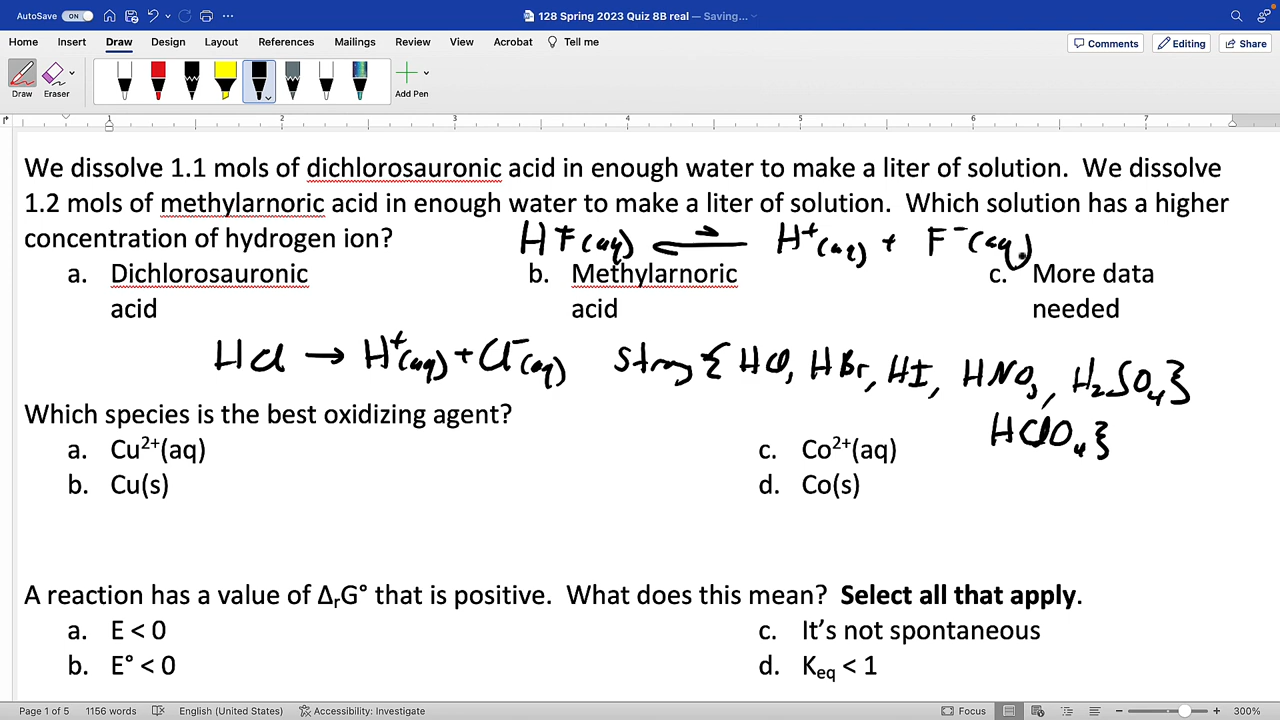 AutoSave ON 128 Spring 2023 Quiz 8B real — Saving...
Home Insert Draw Design Layout References Mailings Review View Acrobat Tell me Comments Editing Share
Draw Eraser Add Pen
1 2 3 4 5 6 7
We dissolve 1.1 mols of dichlorosauronic acid in enough water to make a liter of solution. We dissolve
1.2 mols of methylarnoric acid in enough water to make a liter of solution. Which solution has a higher
concentration of hydrogen ion? HF(aq) ⇌ H⁺(aq) + F⁻(aq)
a. Dichlorosauronic b. Methylarnoric c. More data
acid acid needed
HCl → H⁺(aq) + Cl⁻(aq) Strong { HCl, HBr, HI, HNO₃, H₂SO₄}
Which species is the best oxidizing agent? HClO₄}
a. Cu²⁺(aq) c. Co²⁺(aq)
b. Cu(s) d. Co(s)
A reaction has a value of ΔᵣG° that is positive. What does this mean? Select all that apply.
a. E < 0 c. It’s not spontaneous
b. E° < 0 d. Keq < 1
Page 1 of 5 1156 words English (United States) Accessibility: Investigate Focus 300%